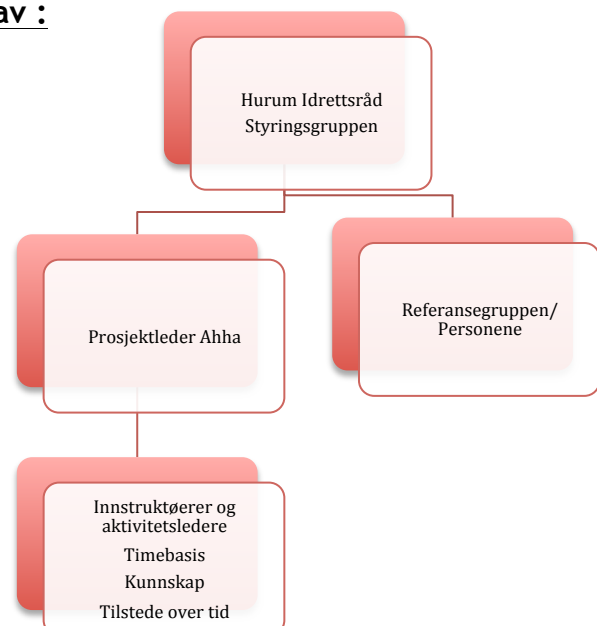 av :
Hurum Idrettsråd
Styringsgruppen
Prosjektleder Ahha
Referansegruppen/
Personene
Innstruktøerer og
aktivitetsledere
Timebasis
Kunnskap
Tilstede over tid